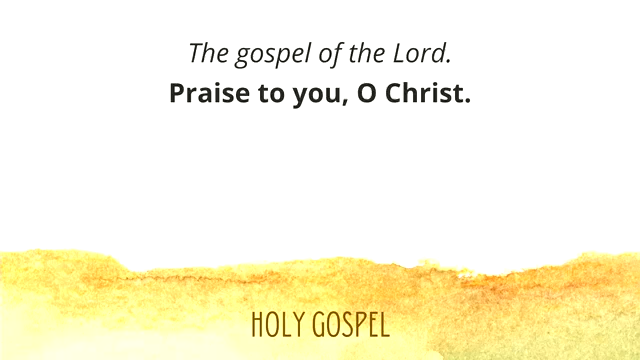 The gospel of the Lord.
Praise to you, O Christ.
HOLY GOSPEL